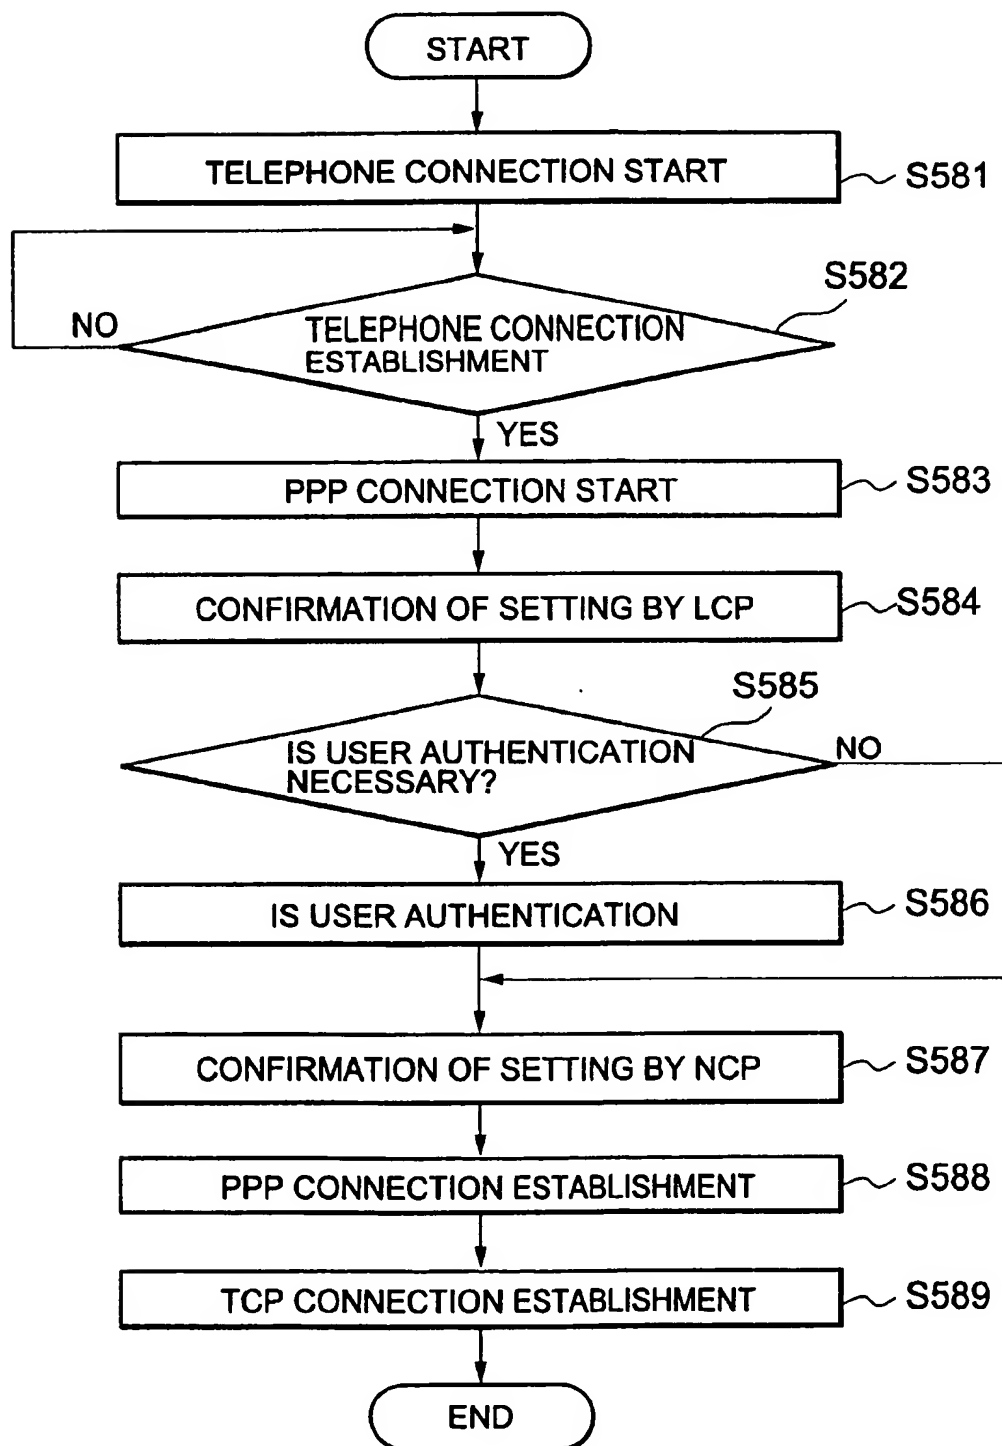 START
TELEPHONE CONNECTION START
S581
S582
NO
TELEPHONE CONNECTION
ESTABLISHMENT
YES
PPP CONNECTION START
S583
CONFIRMATION OF SETTING BY LCP
S584
S585
IS USER AUTHENTICATION
NECESSARY?
NO
YES
IS USER AUTHENTICATION
S586
CONFIRMATION OF SETTING BY NCP
S587
PPP CONNECTION ESTABLISHMENT
S588
TCP CONNECTION ESTABLISHMENT
S589
END